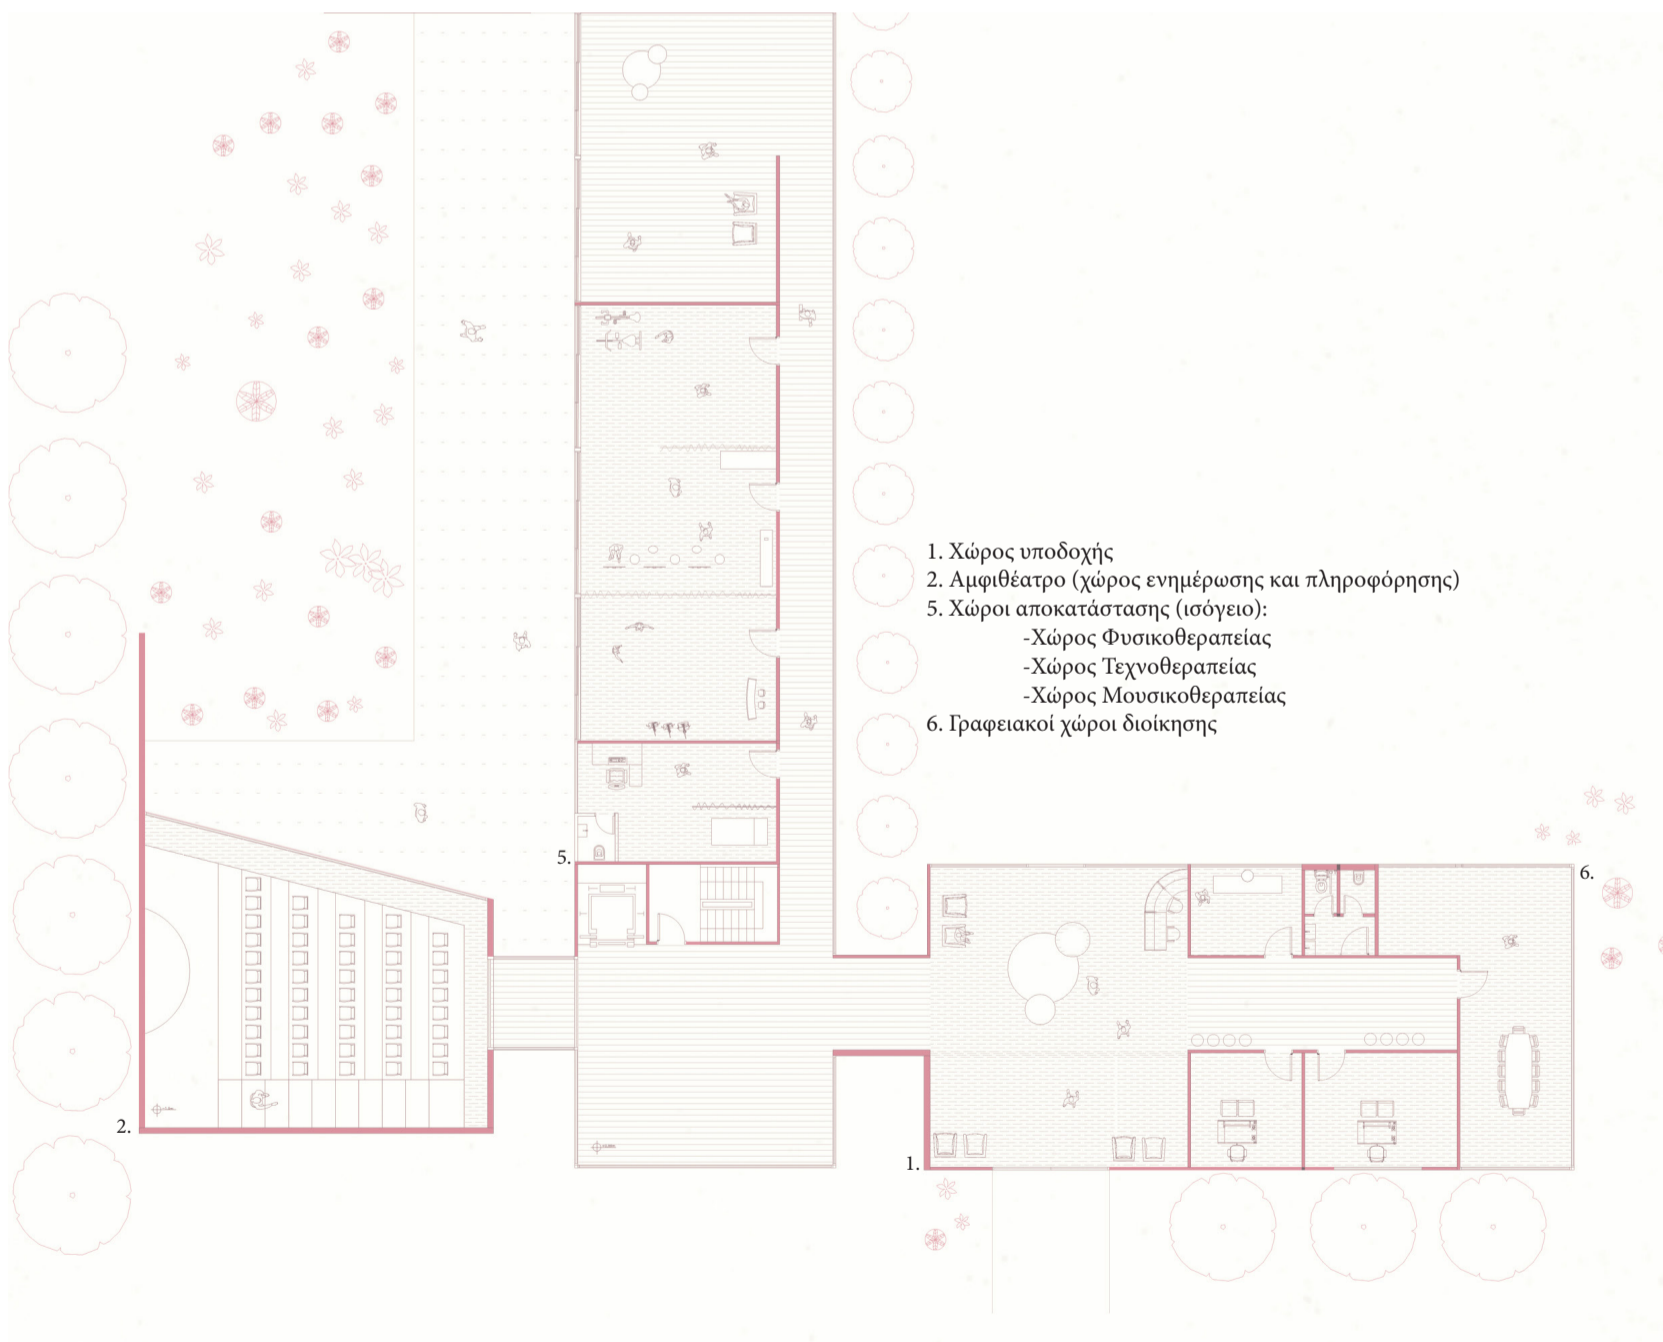 1. Χώρος υποδοχής
2. Αμφιθέατρο (χώρος ενημέρωσης και πληροφόρησης)
5. Χώροι αποκατάστασης (ισόγειο):
-Χώρος Φυσικοθεραπείας
-Χώρος Τεχνοθεραπείας
-Χώρος Μουσικοθεραπείας
6. Γραφειακοί χώροι διοίκησης
5.
6.
2.
1.